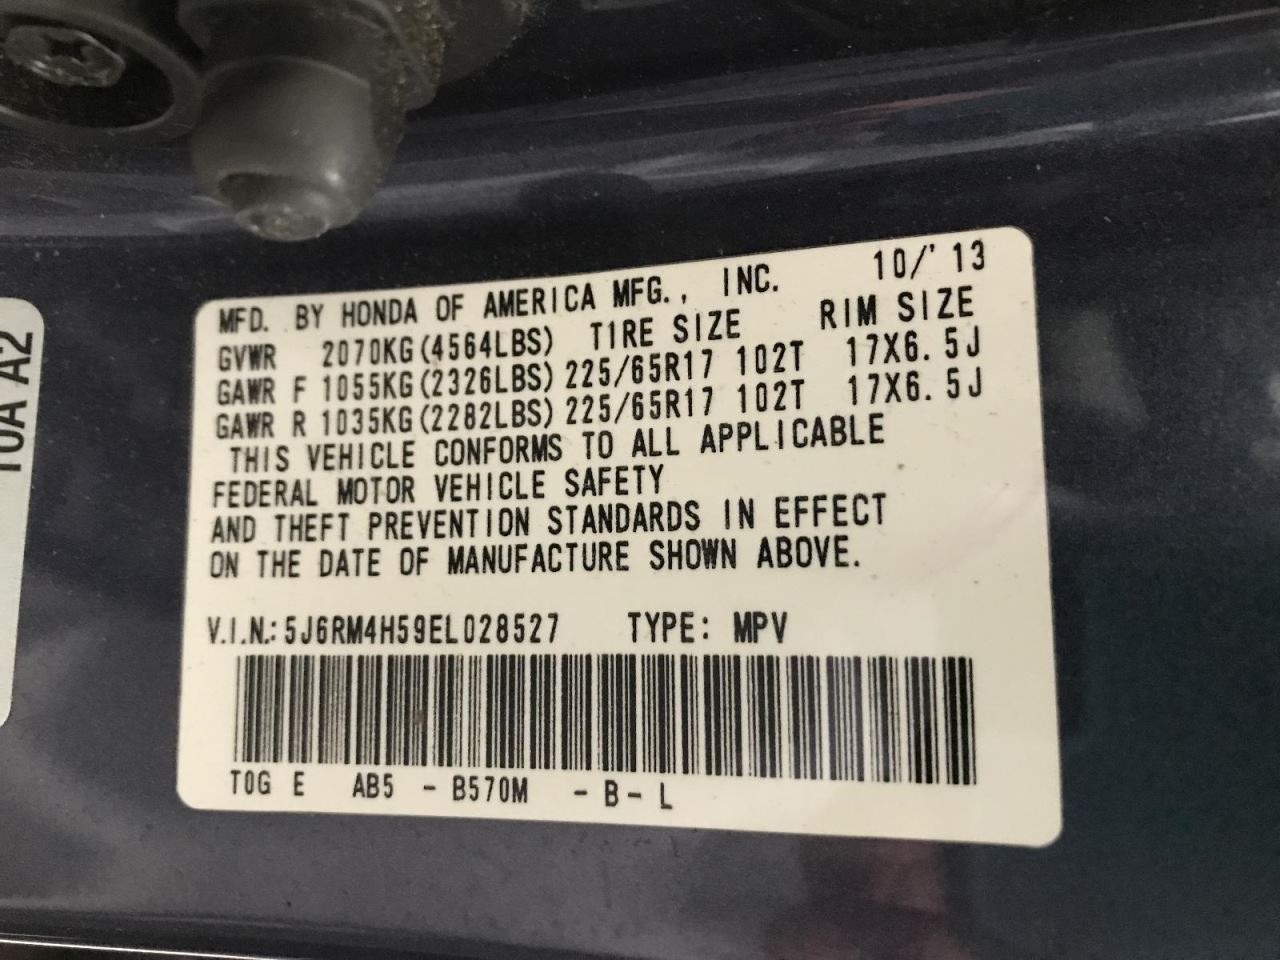 MFD. BY HONDA OF AMERICA MFG., INC. 10/'13
GVWR 2070KG(4564LBS) TIRE SIZE RIM SIZE
GAWR F 1055KG(2326LBS) 225/65R17 102T 17X6.5J
GAWR R 1035KG(2282LBS) 225/65R17 102T 17X6.5J
THIS VEHICLE CONFORMS TO ALL APPLICABLE
FEDERAL MOTOR VEHICLE SAFETY
AND THEFT PREVENTION STANDARDS IN EFFECT
ON THE DATE OF MANUFACTURE SHOWN ABOVE.
V.I.N.: 5J6RM4H59EL028527 TYPE: MPV
T0G E AB5 - B570M - B - L
A2